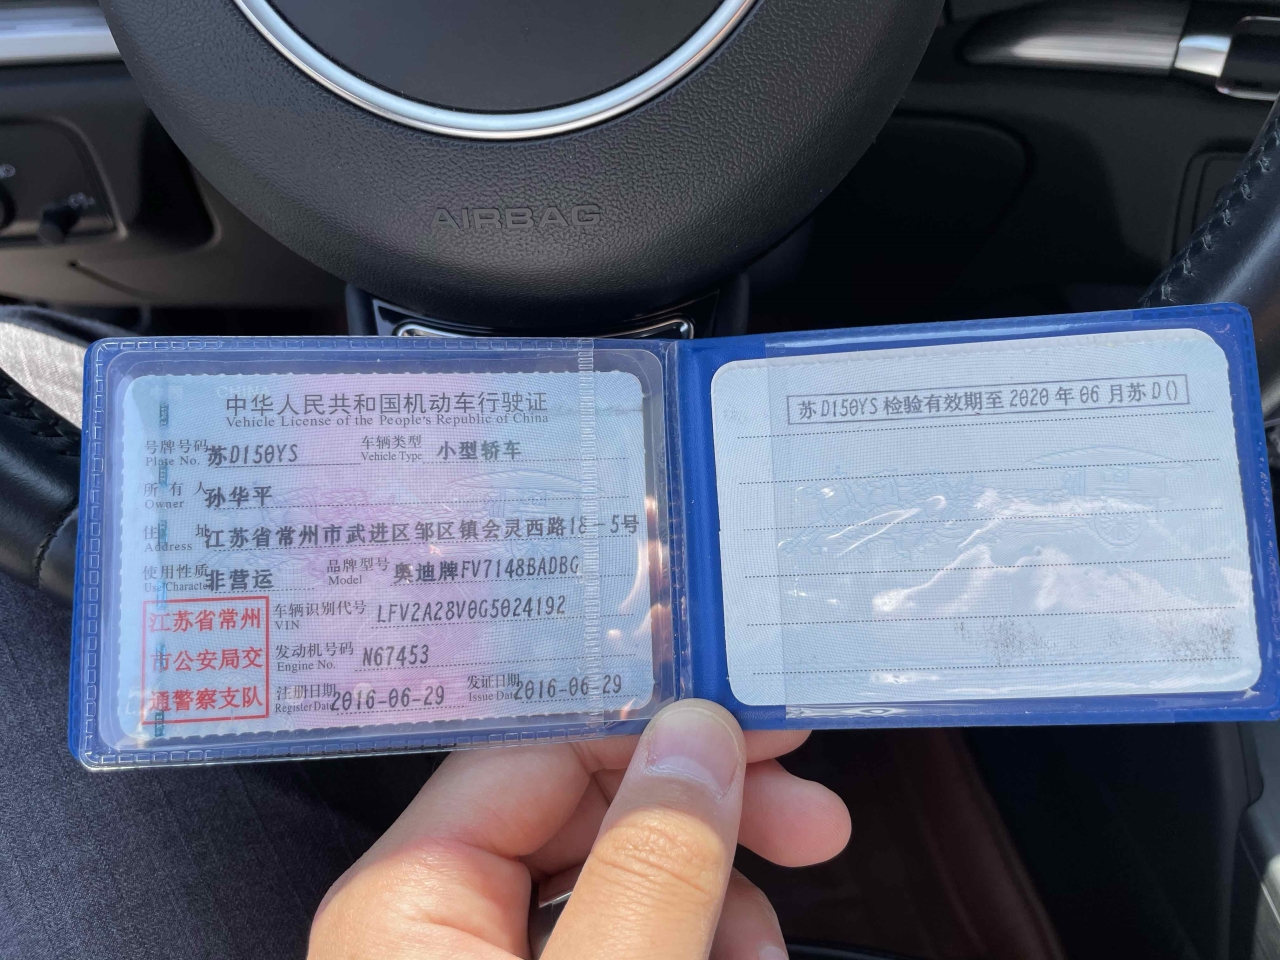 AIRBAG
中华人民共和国机动车行驶证
Vehicle License of the People's Republic of China
号牌号码 苏D150YS 车辆类型 小型轿车
Plate No. Vehicle Type
所有人 孙华平
Owner
住址 江苏省常州市武进区邹区镇会灵西路18-5号
Address
使用性质 非营运 品牌型号 奥迪牌FV7148BADBG
Use Character Model
江苏省常州 车辆识别代号 LFV2A28V0G5024192
VIN
市公安局交 发动机号码 N67453
Engine No.
通警察支队 注册日期 2016-06-29 发证日期 2016-06-29
Register Date Issue Date
苏D150YS 检验有效期至 2020 年 06 月苏 D()